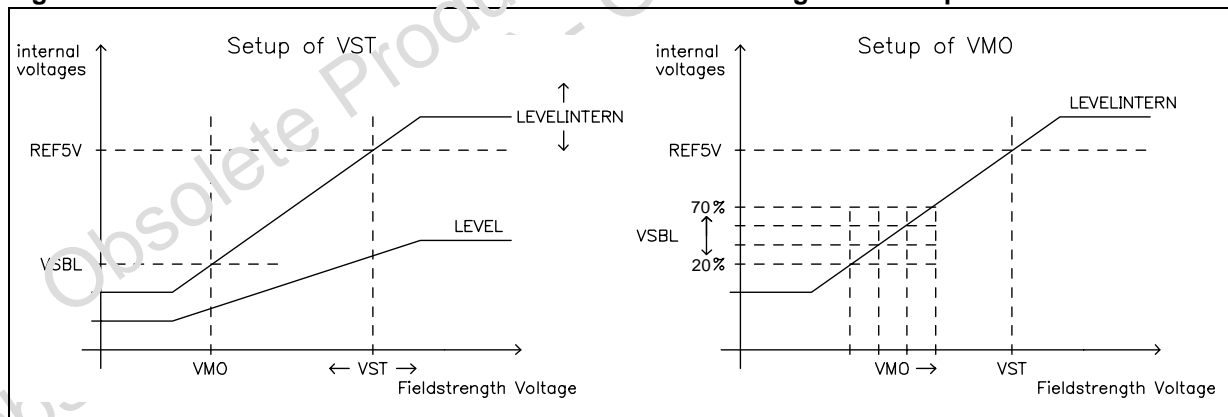 Setup of VST
internal
voltages
LEVELINTERN
REF5V
LEVEL
VSBL
VMO
← VST →
Fieldstrength Voltage
Setup of VMO
internal
voltages
LEVELINTERN
REF5V
70%
VSBL
20%
VMO →
VST
Fieldstrength Voltage
Obsolete Produ